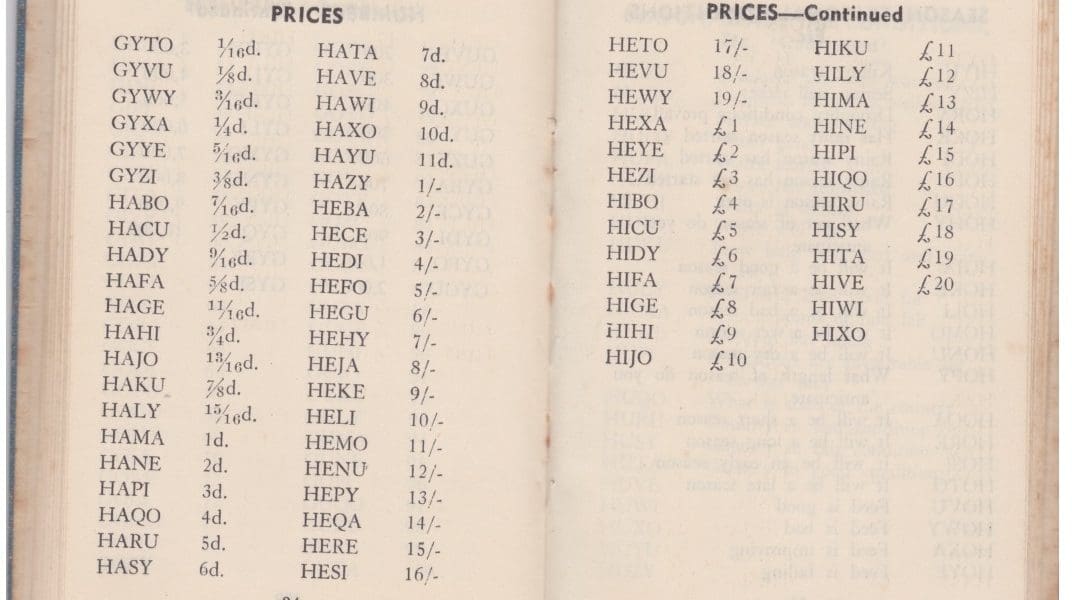 PRICES
GYTO 1/16d. HATA 7d.
GYVU 1/8d. HAVE 8d.
GYWY 3/16d. HAWI 9d.
GYXA 1/4d. HAXO 10d.
GYYE 5/16d. HAYU 11d.
GYZI 3/8d. HAZY 1/-
HABO 7/16d. HEBA 2/-
HACU 1/2d. HECE 3/-
HADY 9/16d. HEDI 4/-
HAFA 5/8d. HEFO 5/-
HAGE 11/16d. HEGU 6/-
HAHI 3/4d. HEHY 7/-
HAJO 13/16d. HEJA 8/-
HAKU 7/8d. HEKE 9/-
HALY 15/16d. HELI 10/-
HAMA 1d. HEMO 11/-
HANE 2d. HENU 12/-
HAPI 3d. HEPY 13/-
HAQO 4d. HEQA 14/-
HARU 5d. HERE 15/-
HASY 6d. HESI 16/-
PRICES—Continued
HETO 17/- HIKU £11
HEVU 18/- HILY £12
HEWY 19/- HIMA £13
HEXA £1 HINE £14
HEYE £2 HIPI £15
HEZI £3 HIQO £16
HIBO £4 HIRU £17
HICU £5 HISY £18
HIDY £6 HITA £19
HIFA £7 HIVE £20
HIGE £8 HIWI
HIHI £9 HIXO
HIJO £10